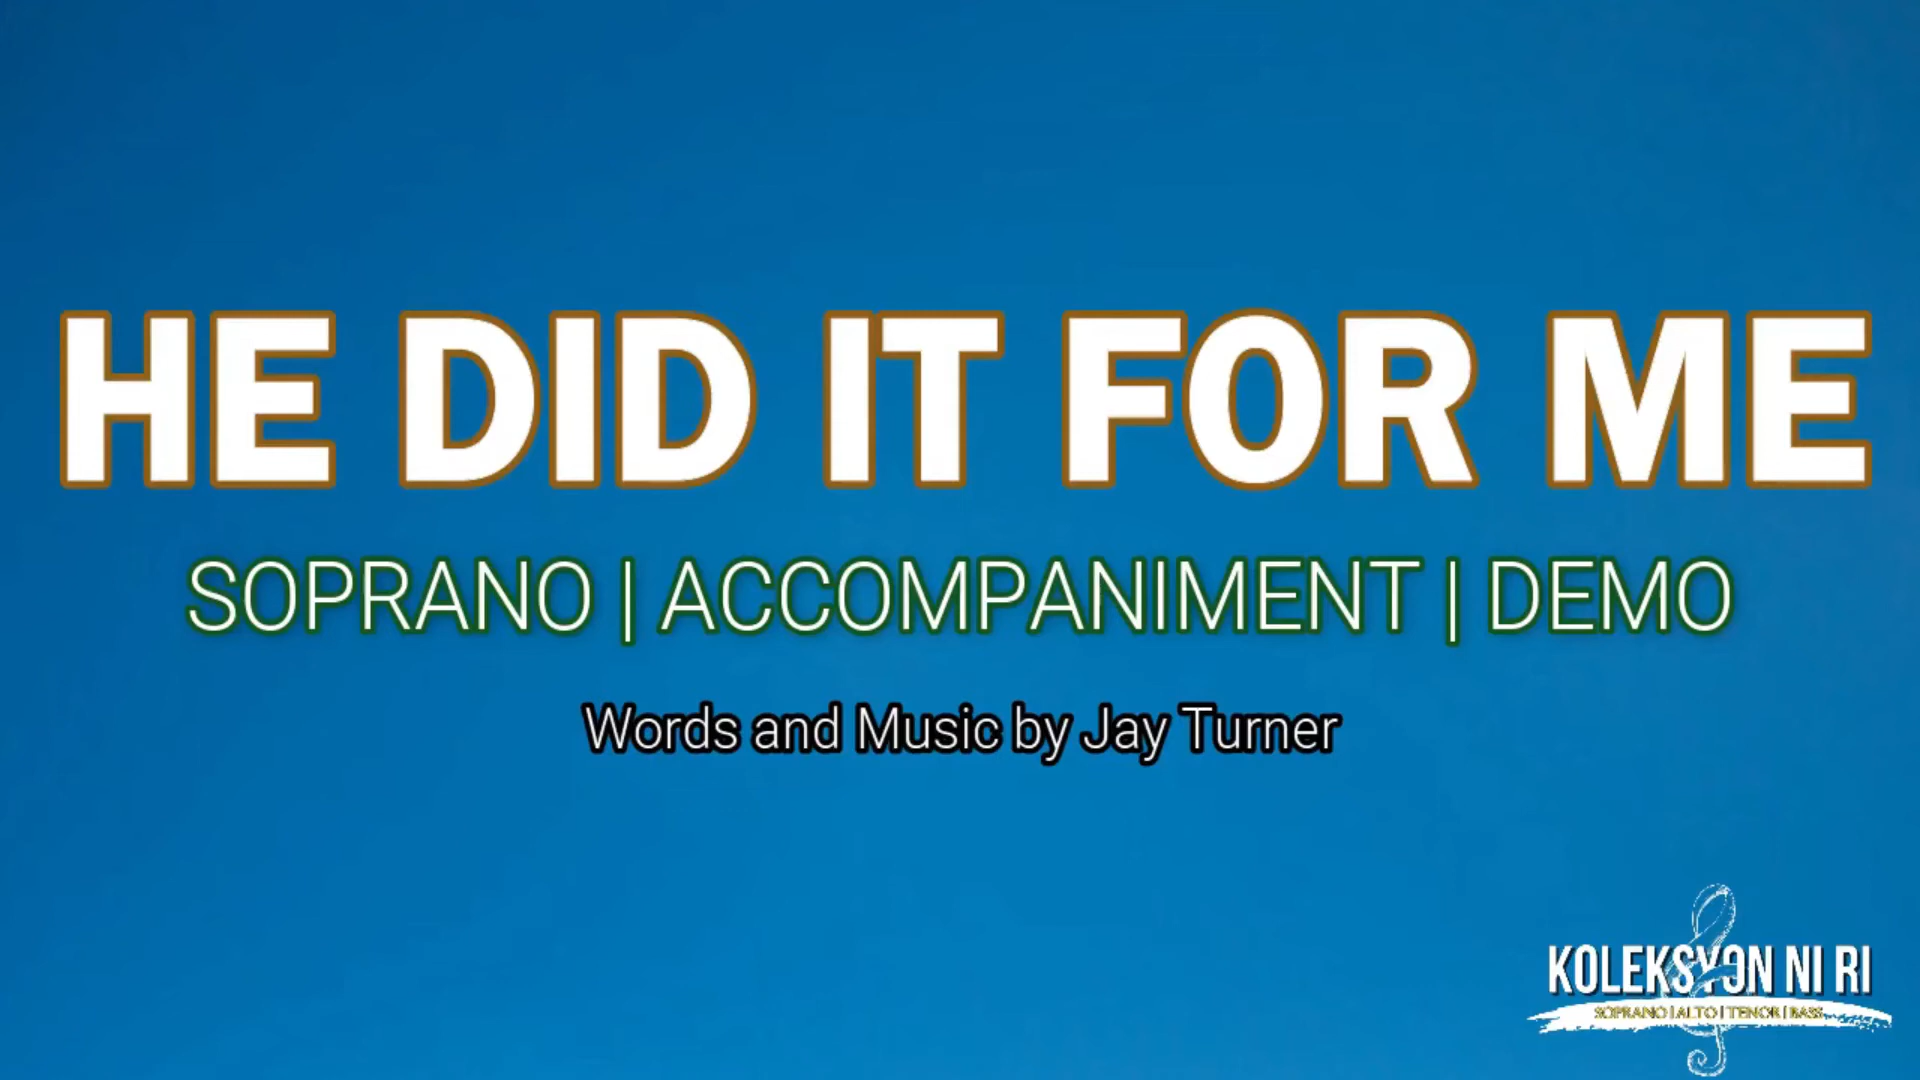 HE DID IT FOR ME
SOPRANO | ACCOMPANIMENT | DEMO
Words and Music by Jay Turner
KOLEKSYON NI RI
SOPRANO | ALTO | TENOR | BASS